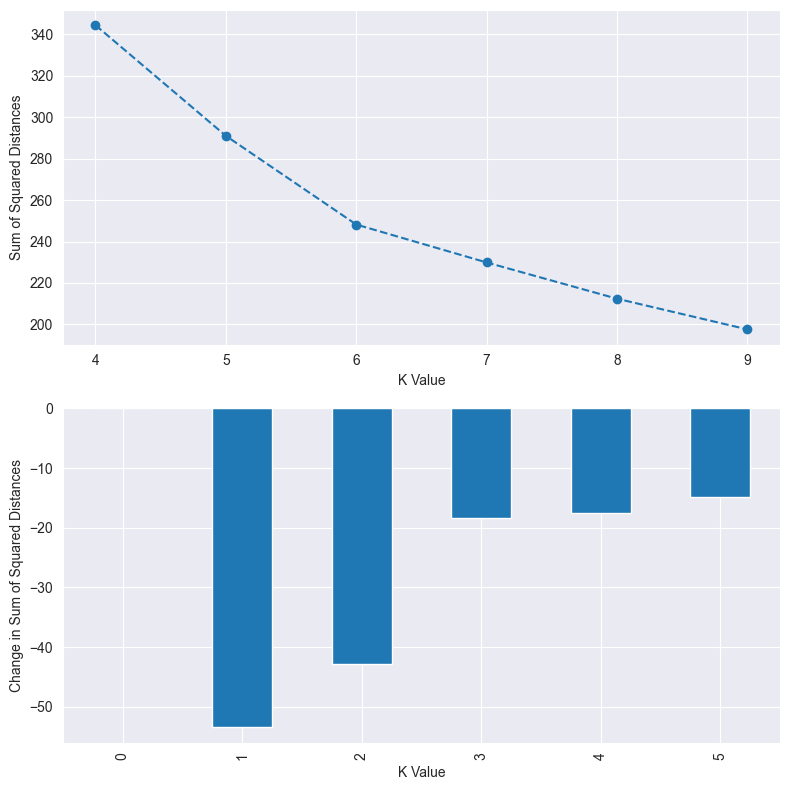 340
320
300
280
260
240
220
200
Sum of Squared Distances
4 5 6 7 8 9
K Value
0
−10
−20
−30
−40
−50
Change in Sum of Squared Distances
0 1 2 3 4 5
K Value